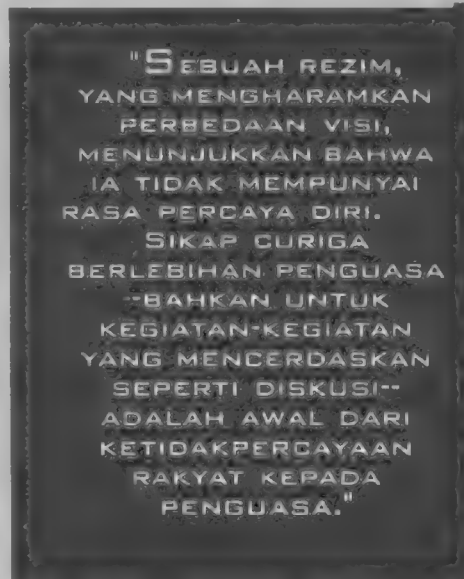 "SEBUAH REZIM,
YANG MENGHARAMKAN
PERBEDAAN VISI,
MENUNJUKKAN BAHWA
IA TIDAK MEMPUNYAI
RASA PERCAYA DIRI.
SIKAP CURIGA
BERLEBIHAN PENGUASA
--BAHKAN UNTUK
KEGIATAN-KEGIATAN
YANG MENCERDASKAN
SEPERTI DISKUSI--
ADALAH AWAL DARI
KETIDAKPERCAYAAN
RAKYAT KEPADA
PENGUASA."